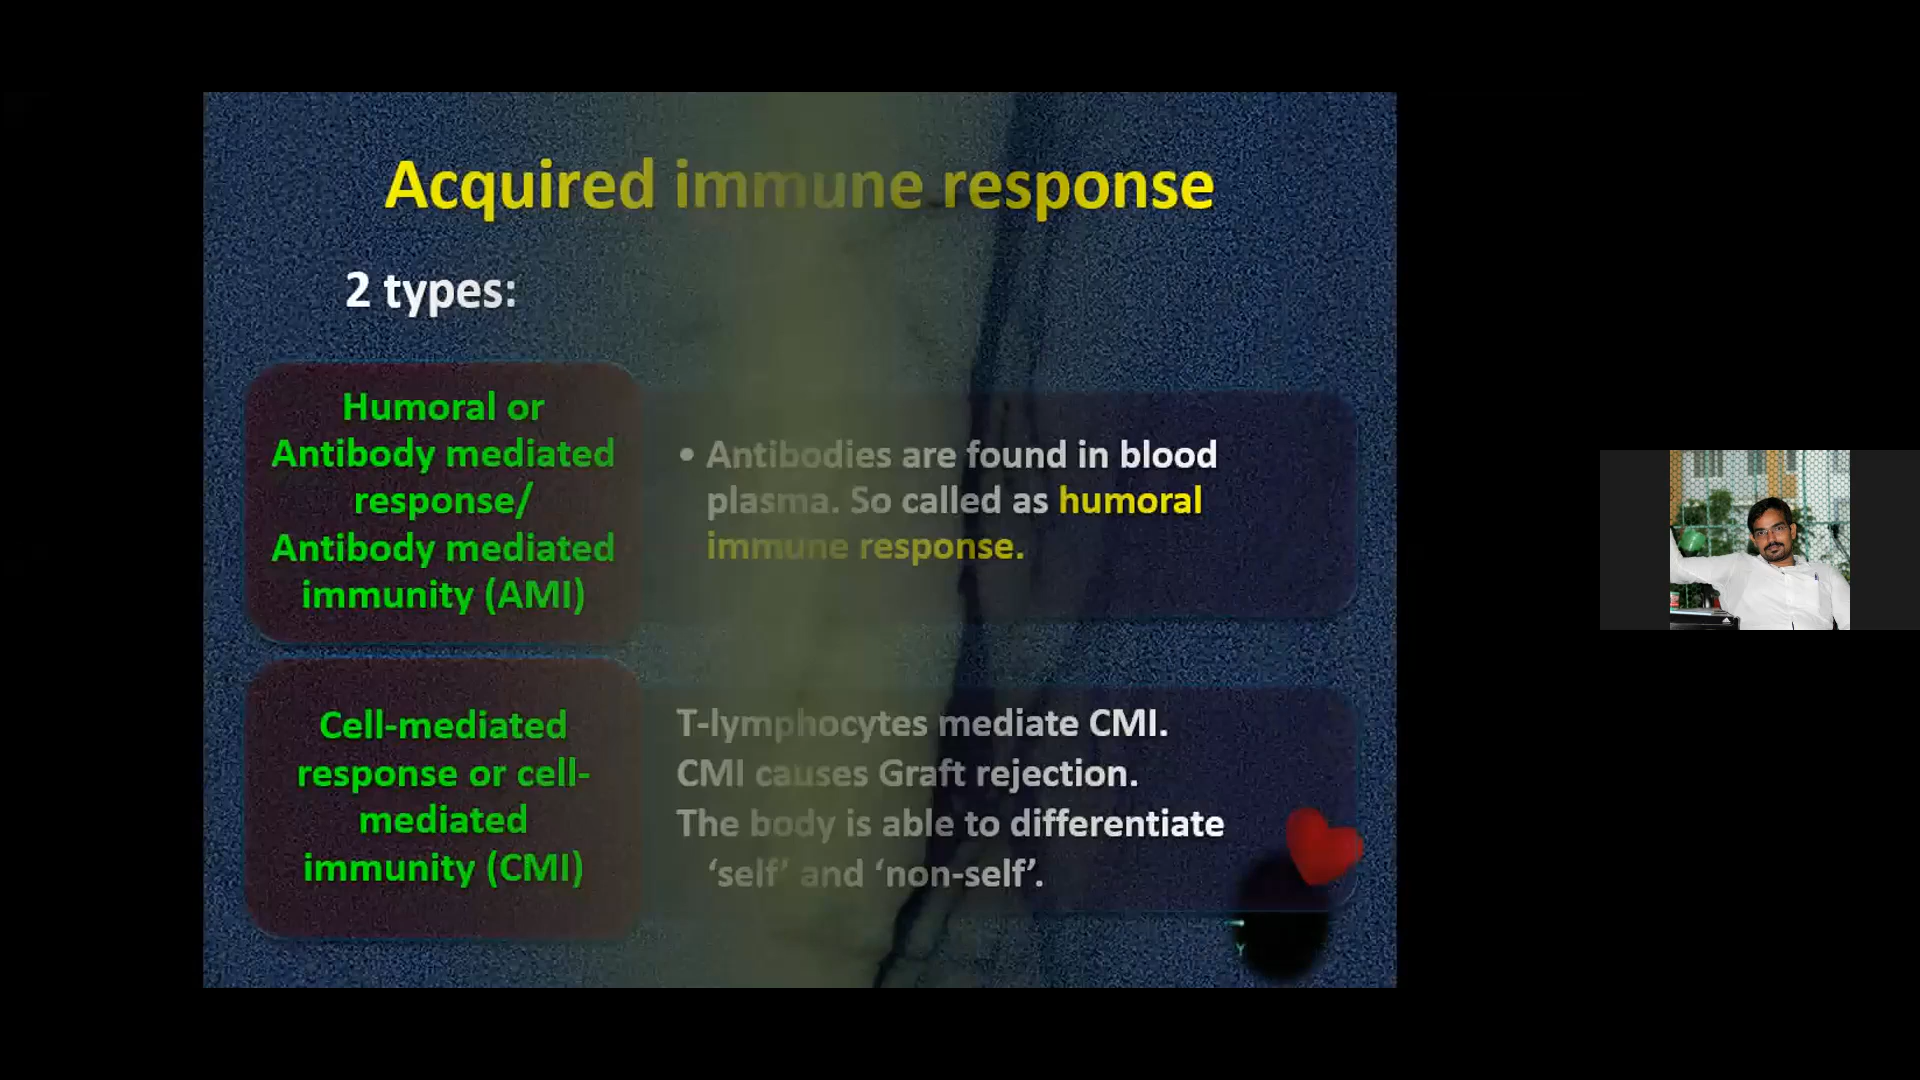 Acquired immune response
2 types:
Humoral or
Antibody mediated
response/
Antibody mediated
immunity (AMI)
• Antibodies are found in blood
plasma. So called as humoral
immune response.
Cell-mediated
response or cell-
mediated
immunity (CMI)
T-lymphocytes mediate CMI.
CMI causes Graft rejection.
The body is able to differentiate
‘self’ and ‘non-self’.